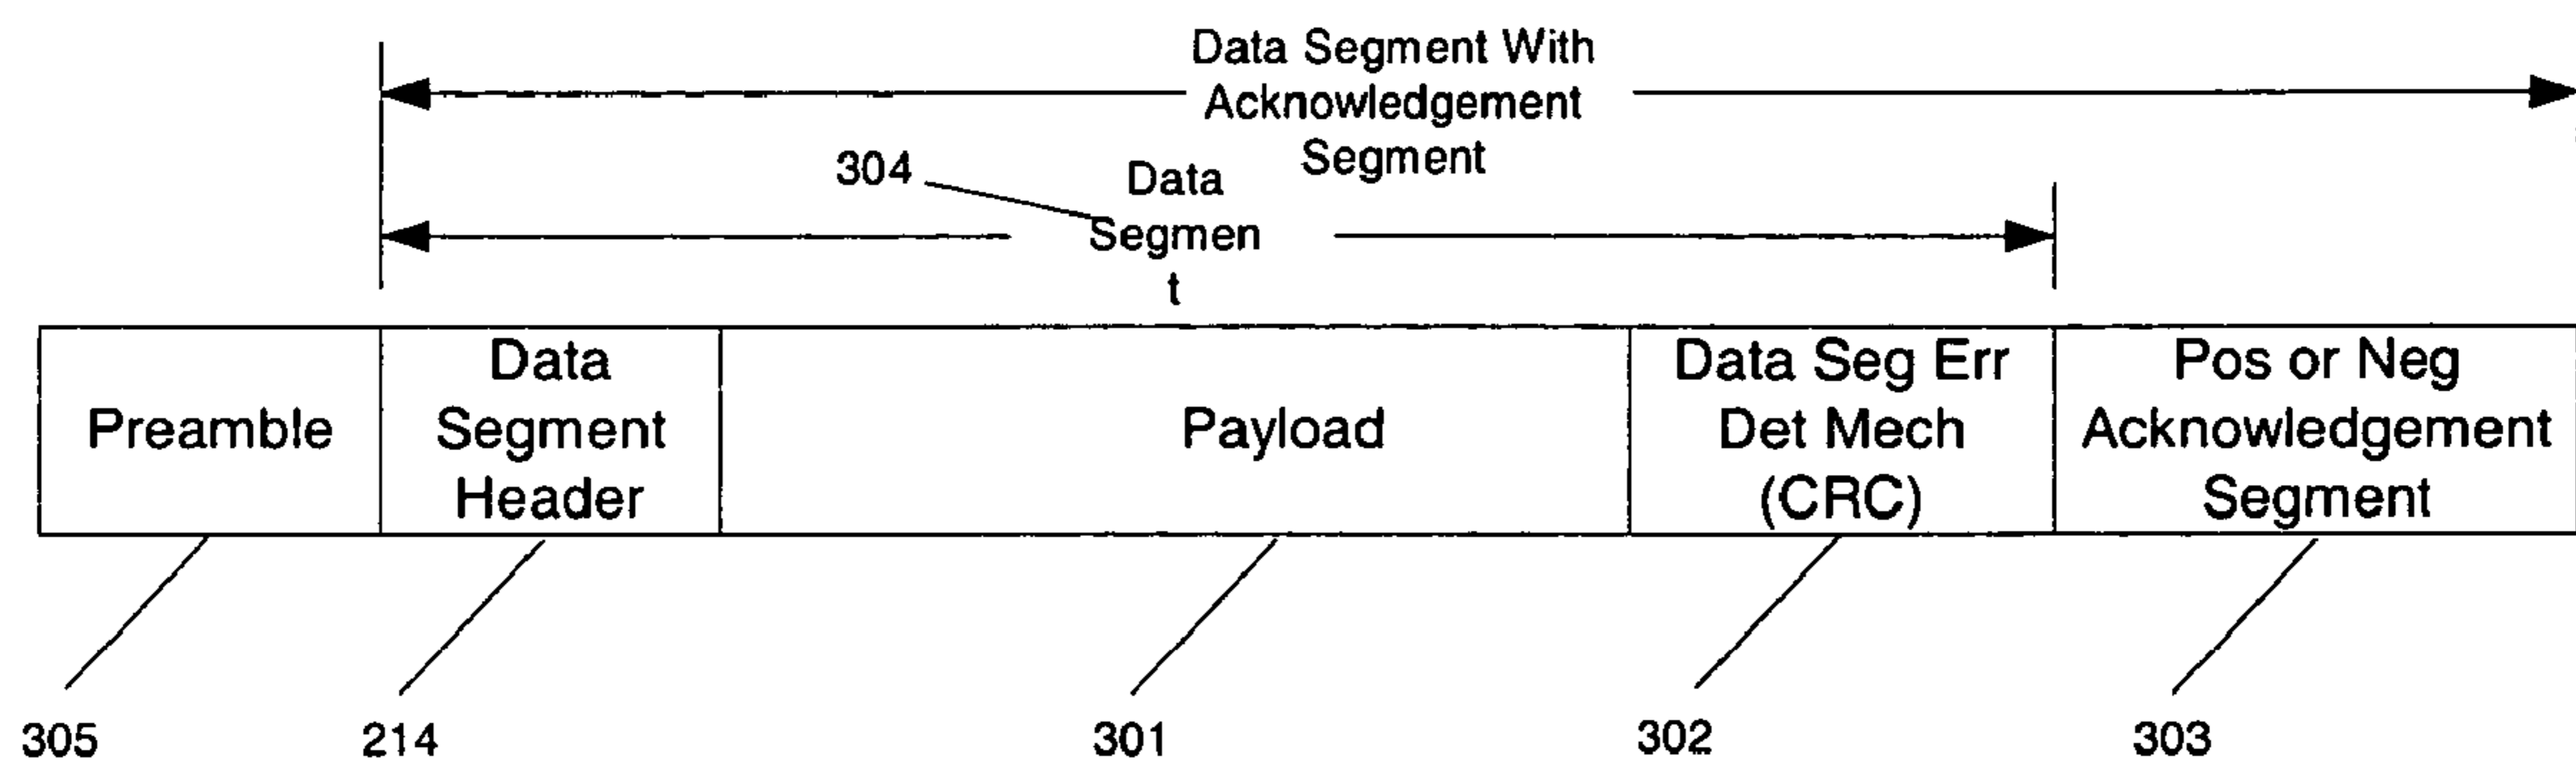 Data Segment With
Acknowledgement
Segment
304
Data
Segmen
t
Preamble
Data
Segment
Header
Payload
Data Seg Err
Det Mech
(CRC)
Pos or Neg
Acknowledgement
Segment
305
214
301
302
303